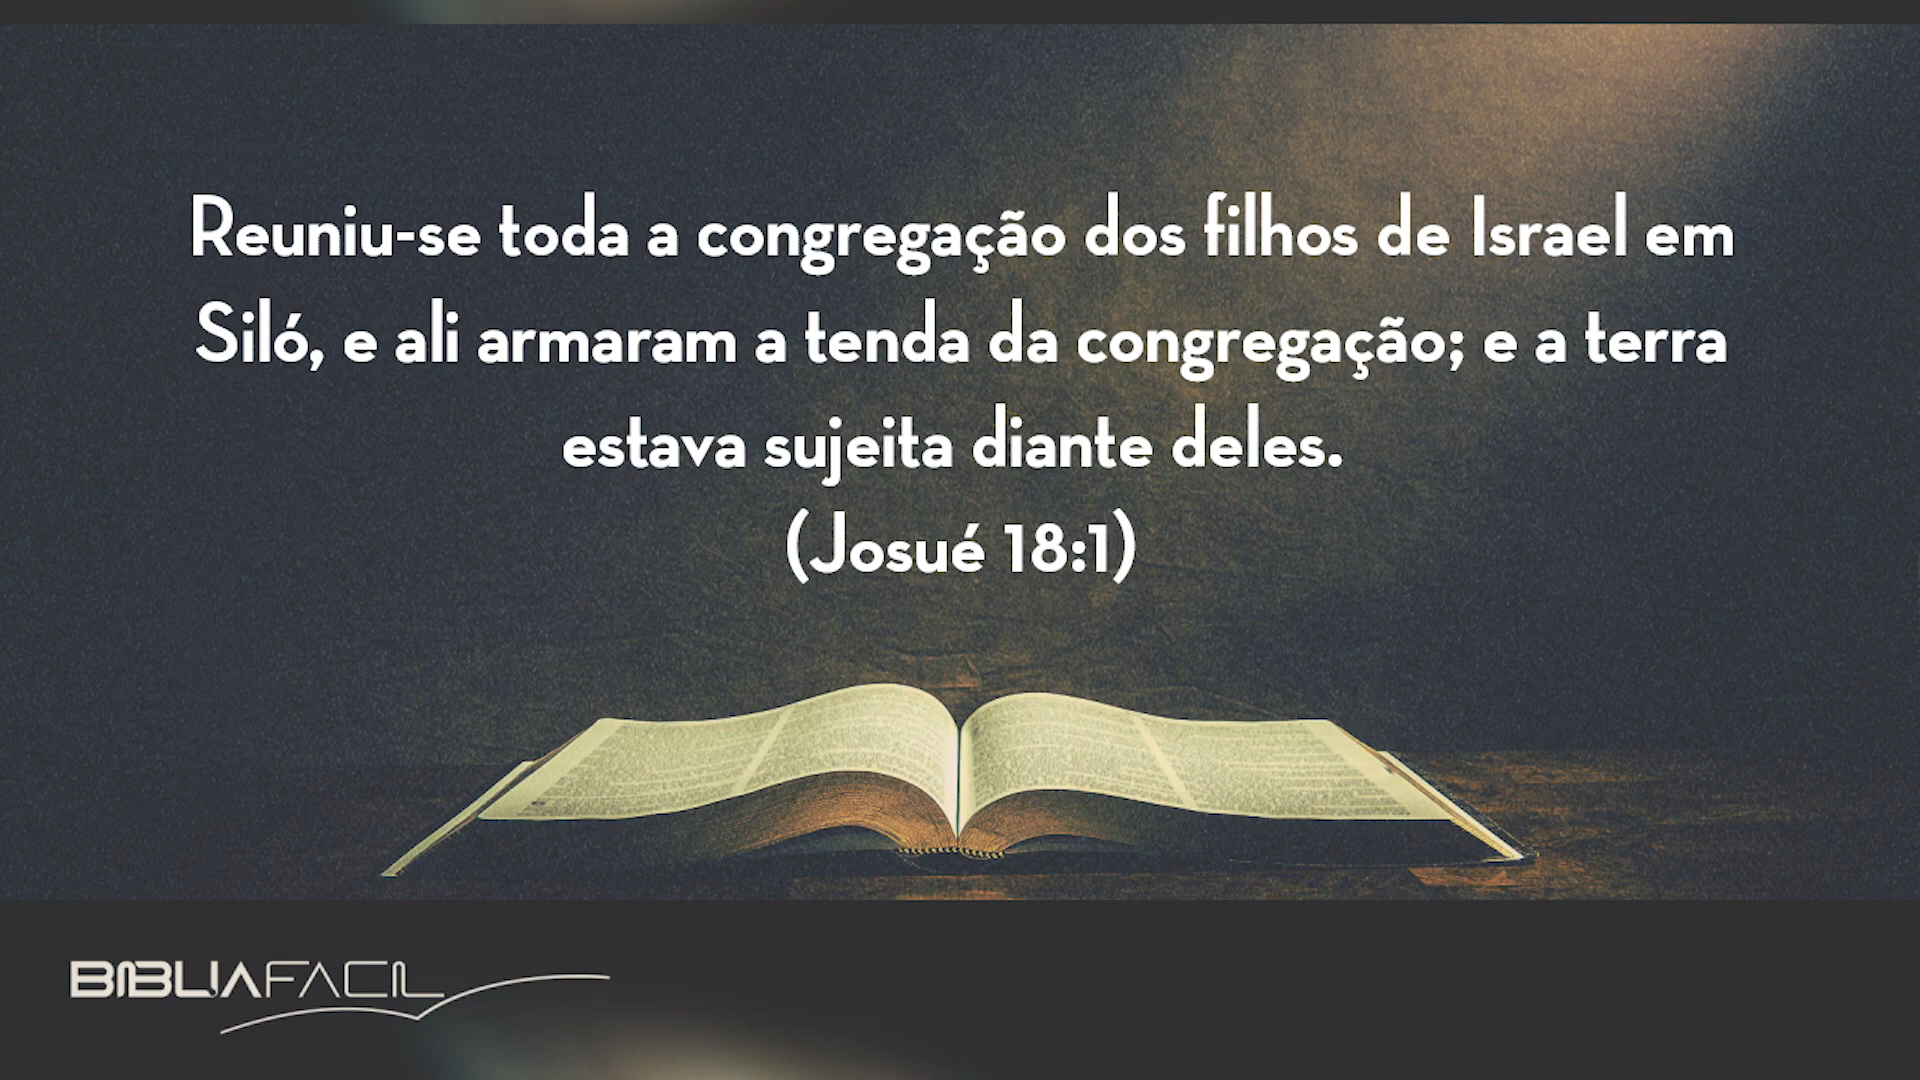 Reuniu-se toda a congregação dos filhos de Israel em
Siló, e ali armaram a tenda da congregação; e a terra
estava sujeita diante deles.
(Josué 18:1)
BIBLIAFACIL